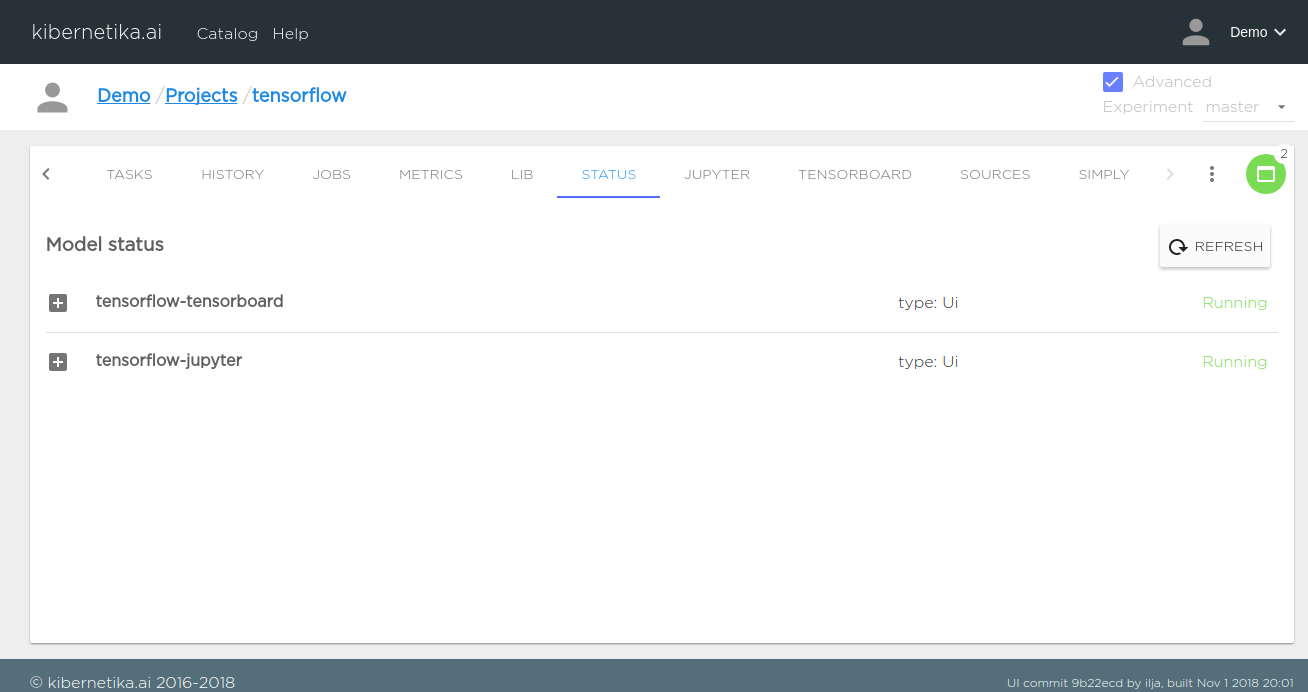 kibernetika.ai Catalog Help Demo
Demo / Projects / tensorflow
Advanced
Experiment master
2
TASKS HISTORY JOBS METRICS LIB STATUS JUPYTER TENSORBOARD SOURCES SIMPLY
Model status REFRESH
tensorflow-tensorboard type: Ui Running
tensorflow-jupyter type: Ui Running
© kibernetika.ai 2016-2018 UI commit 9b22ecd by ilja, built Nov 1 2018 20:01